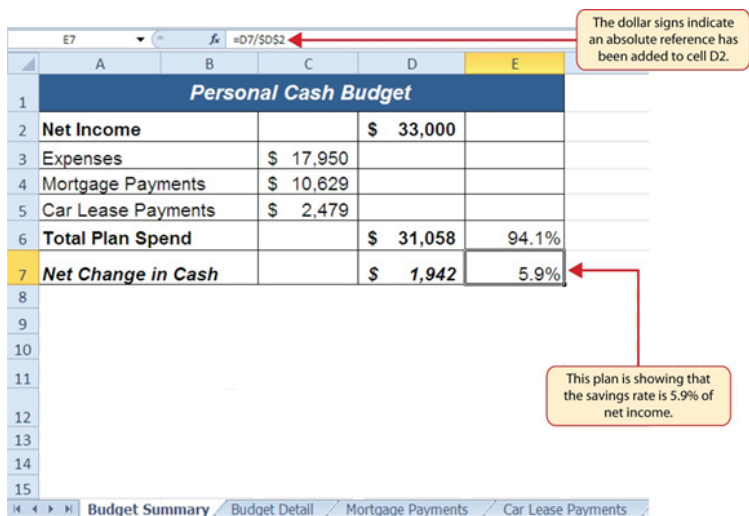 The dollar signs indicate
an absolute reference has
been added to cell D2.
E7 fx =D7/$D$2
A B C D E
1 Personal Cash Budget
2 Net Income $ 33,000
3 Expenses $ 17,950
4 Mortgage Payments $ 10,629
5 Car Lease Payments $ 2,479
6 Total Plan Spend $ 31,058 94.1%
7 Net Change in Cash $ 1,942 5.9%
8
9
10
11
This plan is showing that
the savings rate is 5.9% of
net income.
12
13
14
15
Budget Summary Budget Detail Mortgage Payments Car Lease Payments